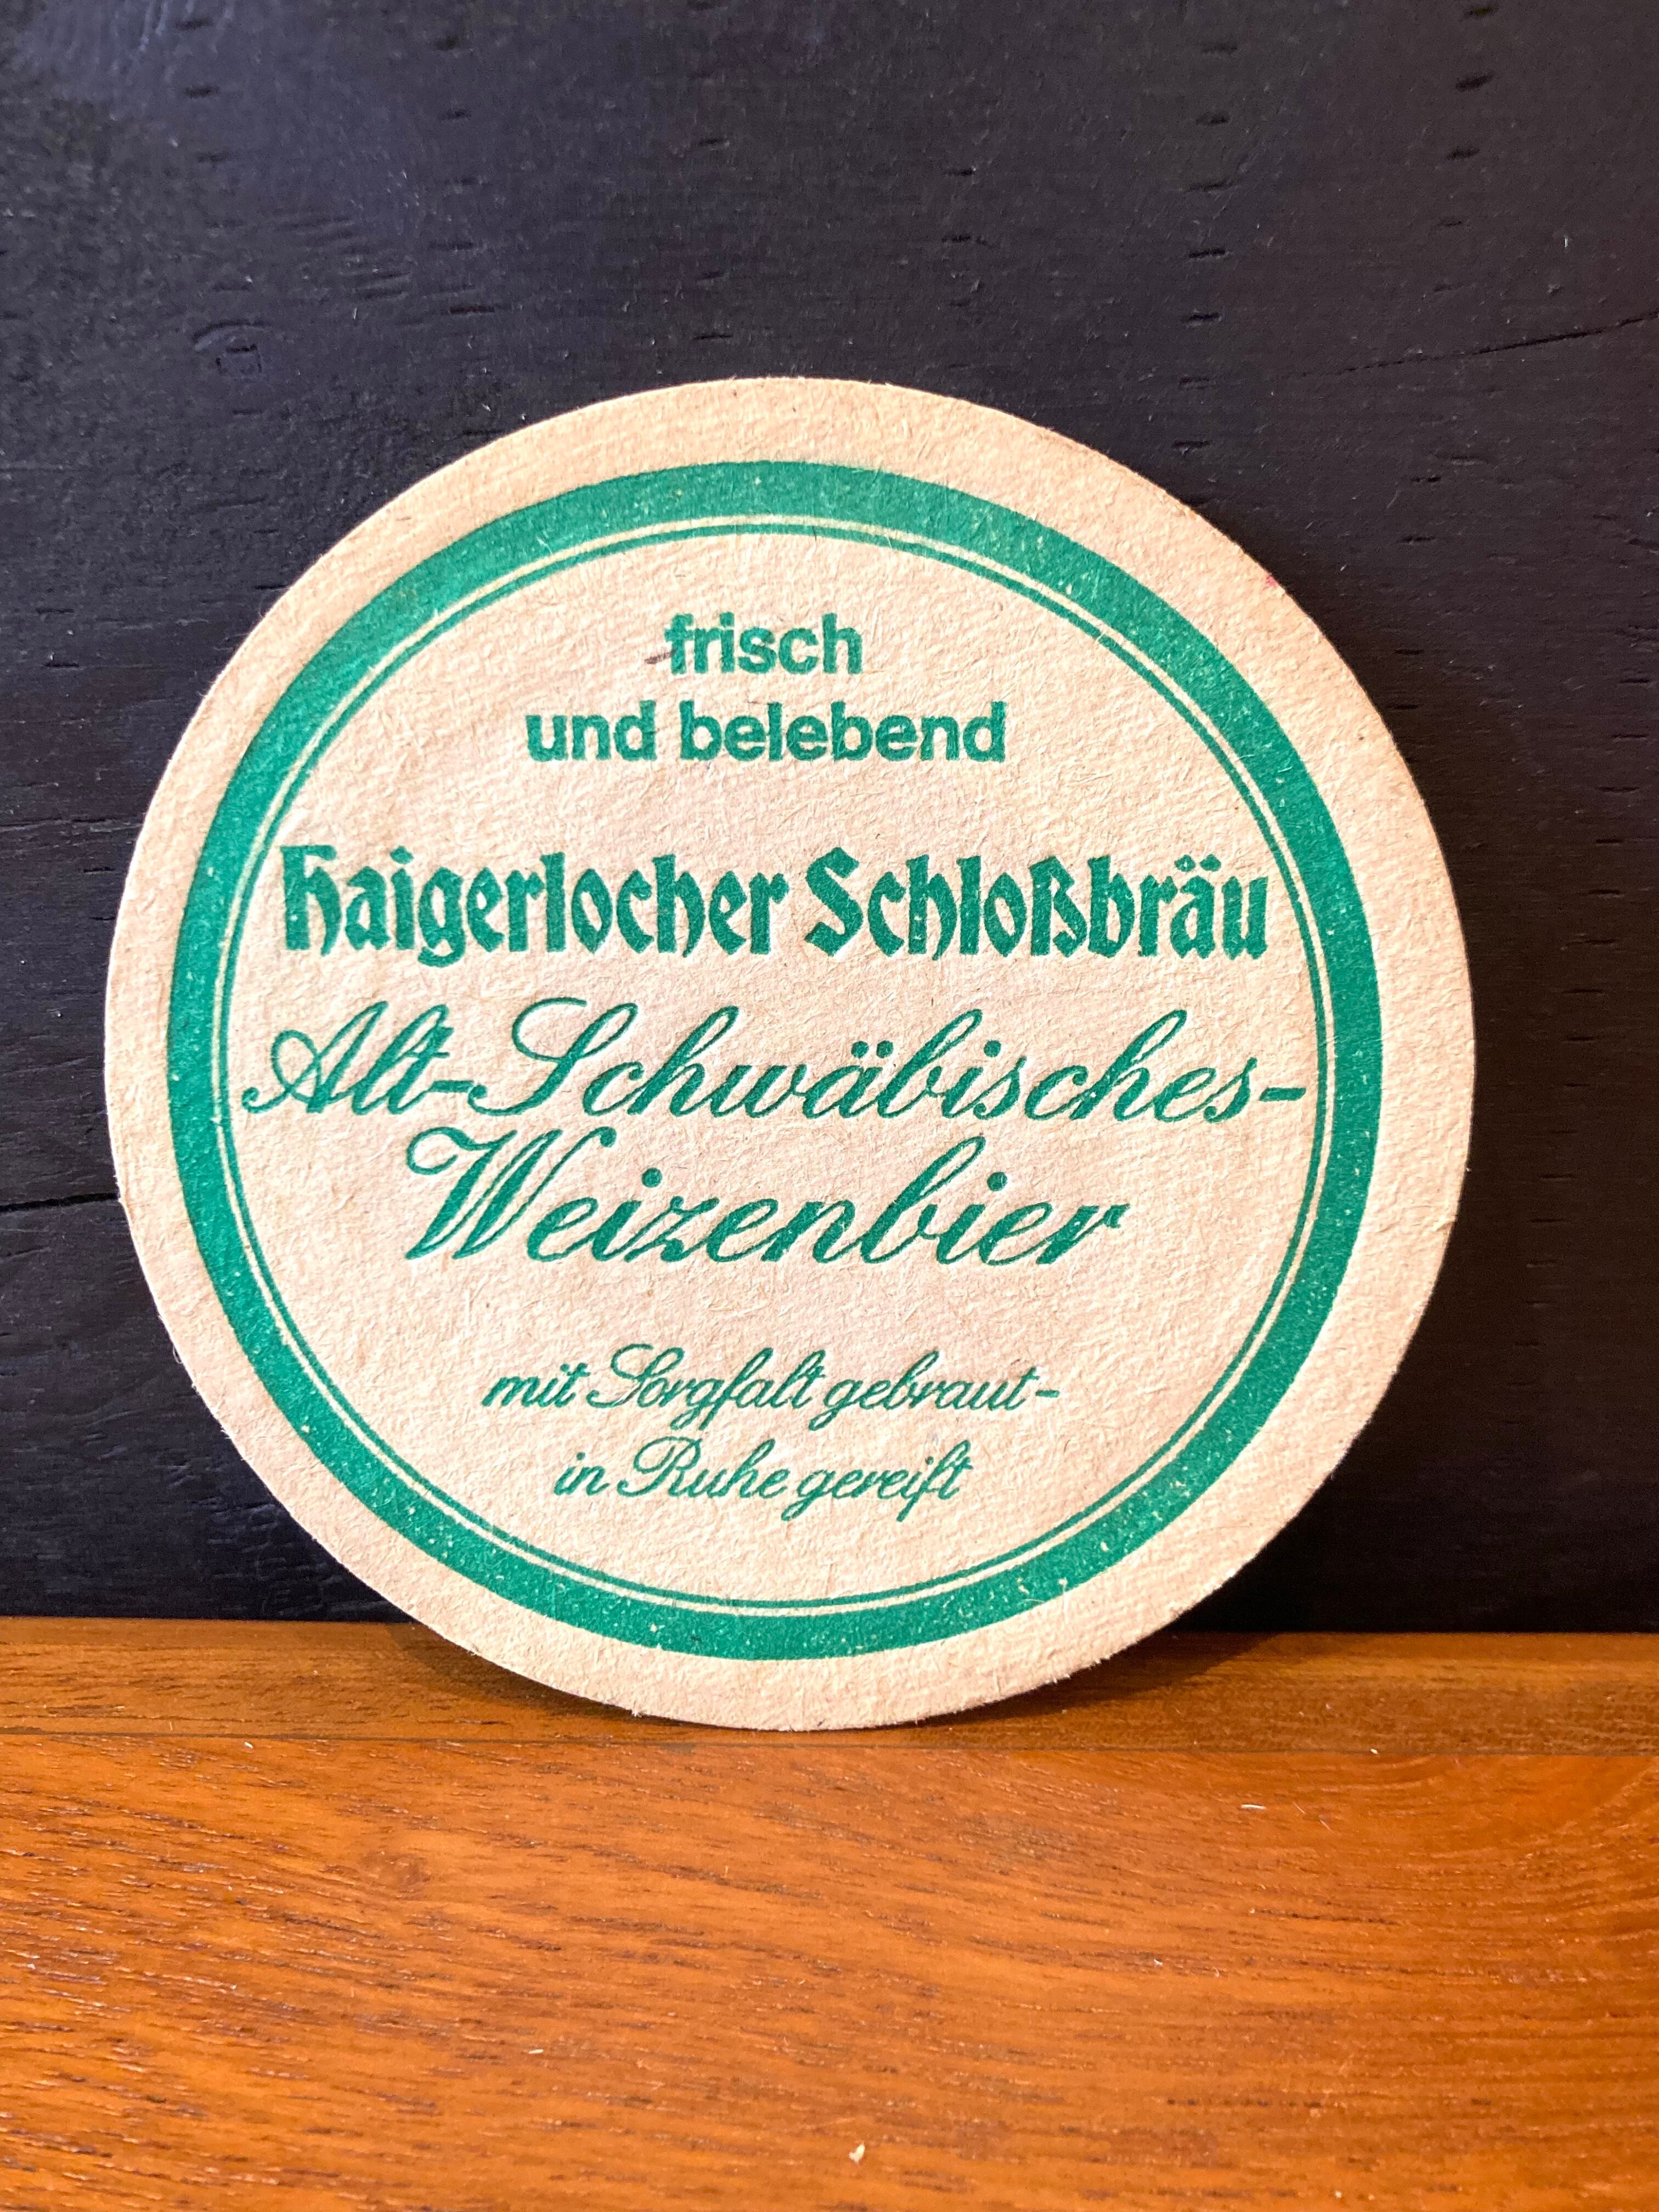 frisch
und belebend
Haigerlocher Schloßbräu
Alt-Schwäbisches-
Weizenbier
mit Sorgfalt gebraut-
in Ruhe gereift